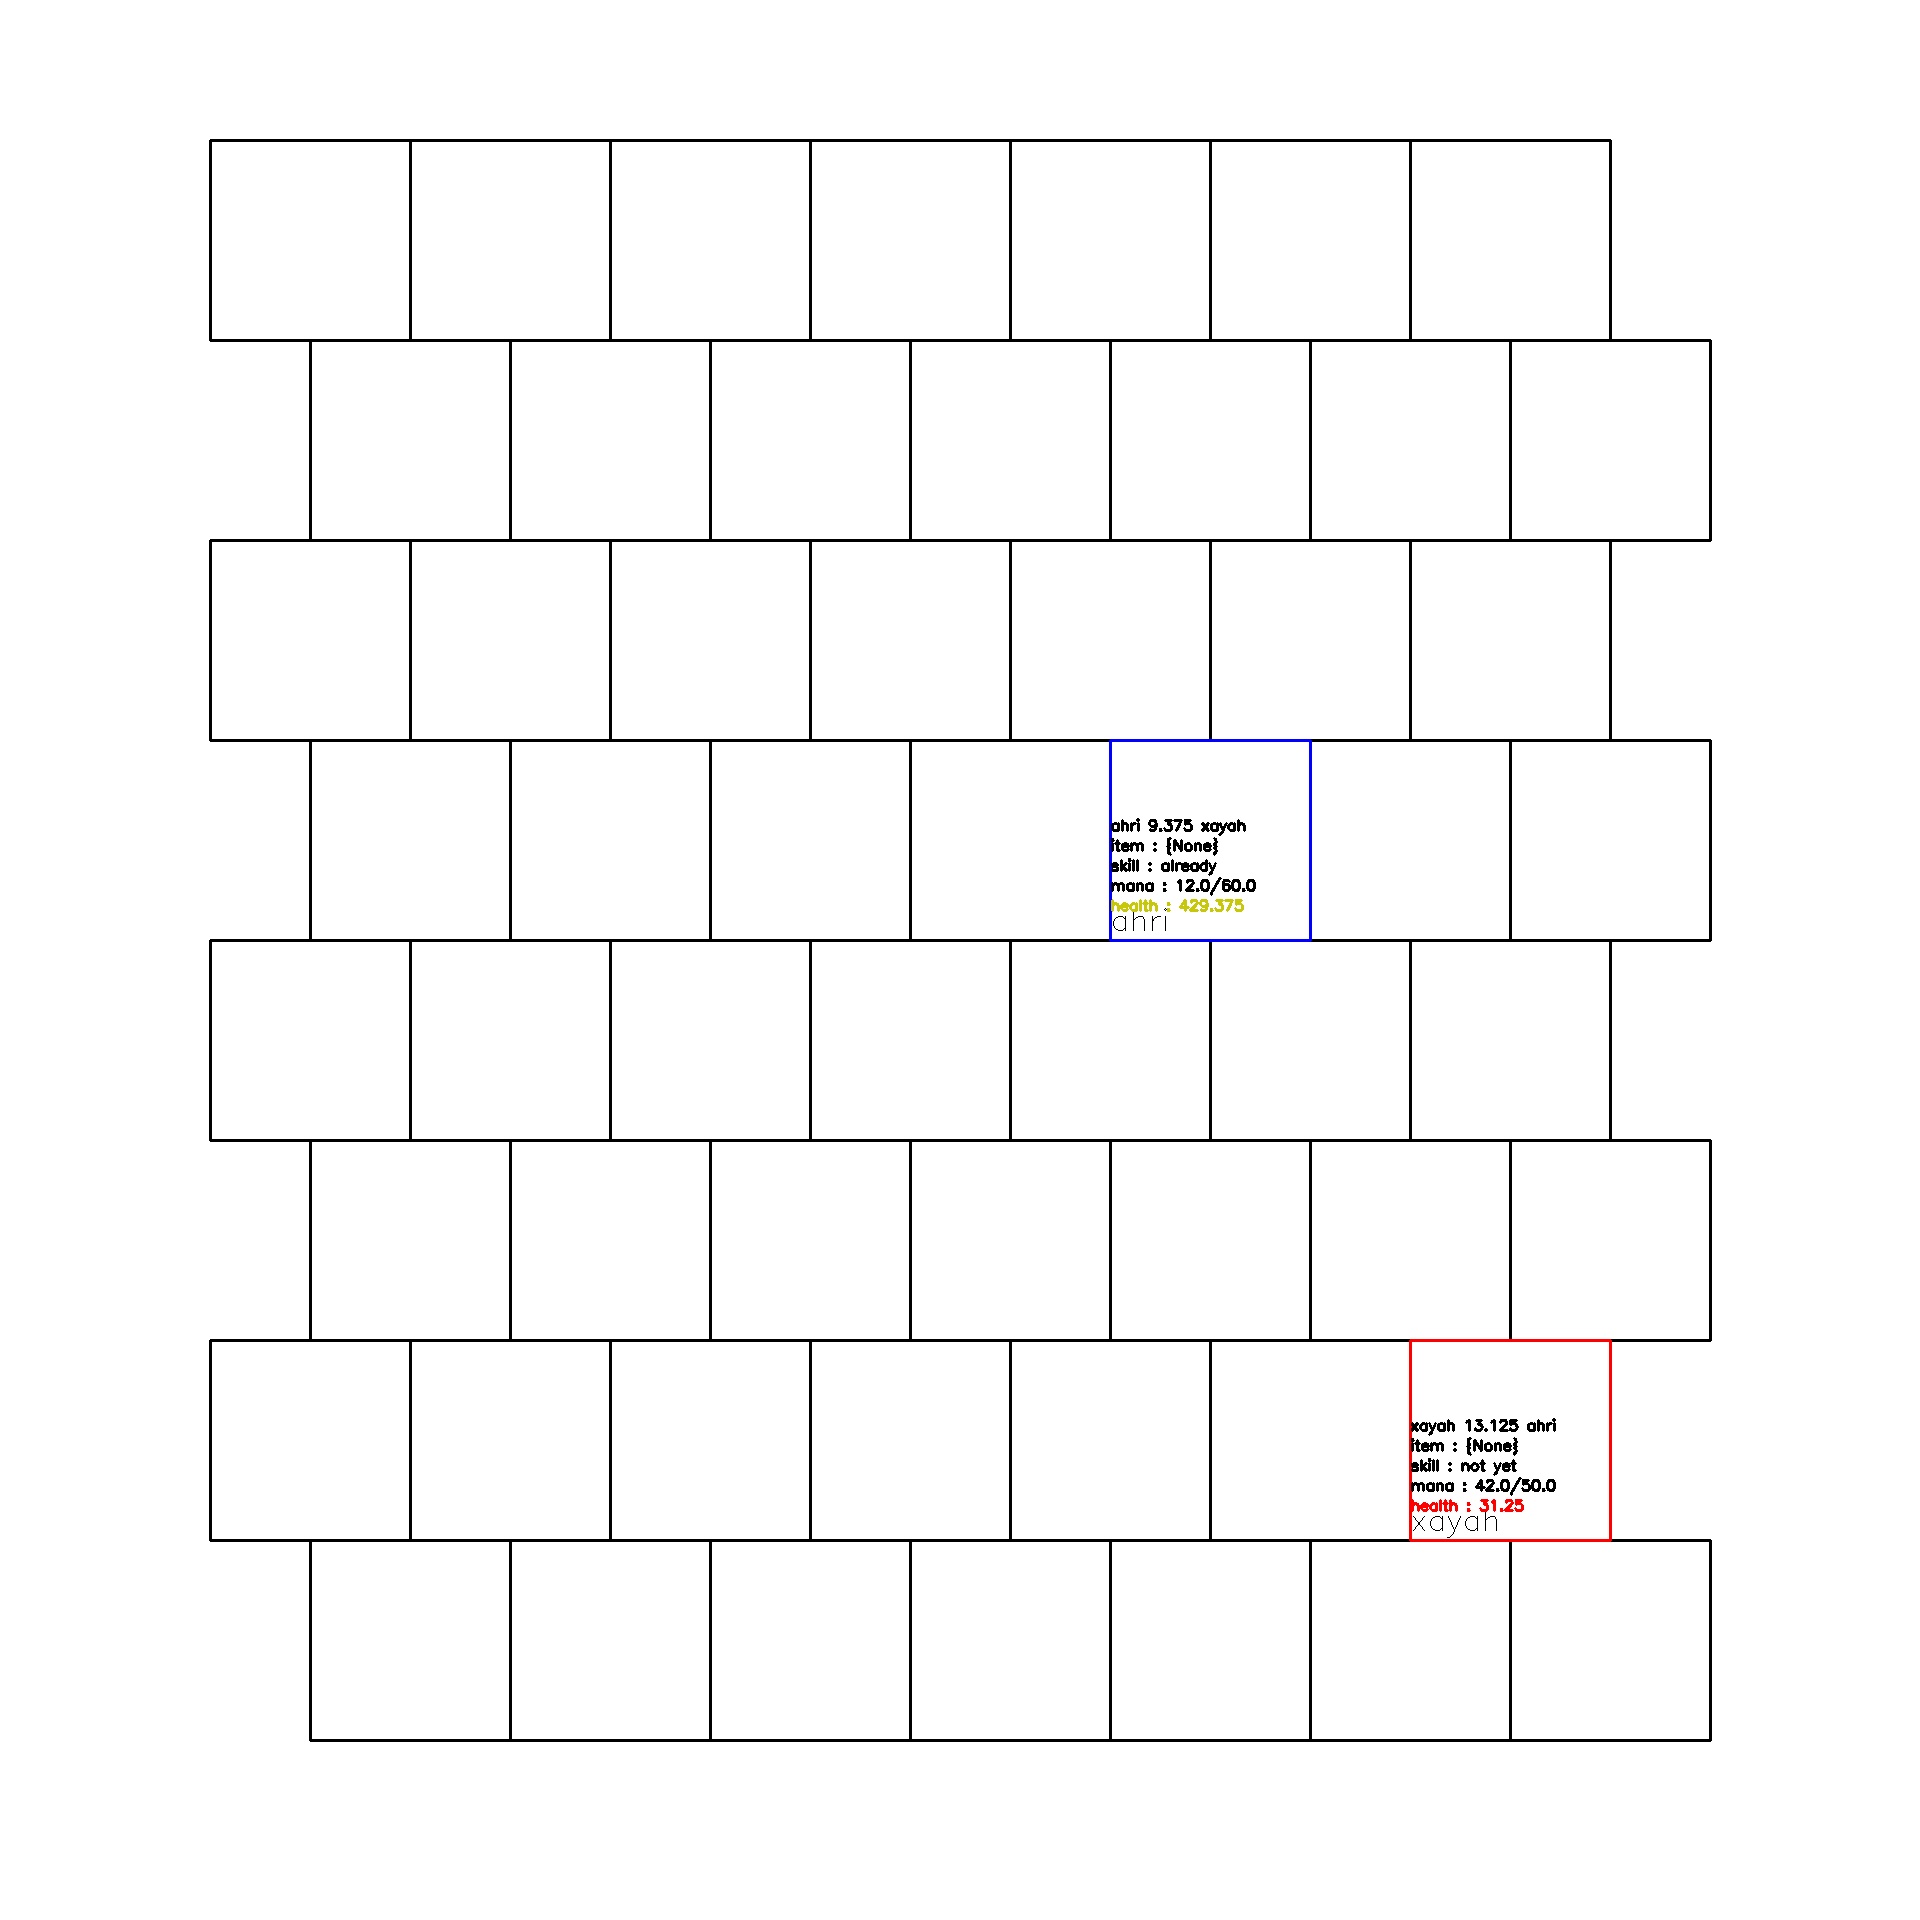 ahri 9.375 xayah
item : {None}
skill : already
mana : 12.0/60.0
health : 429.375
ahri
xayah 13.125 ahri
item : {None}
skill : not yet
mana : 42.0/50.0
health : 31.25
xayah